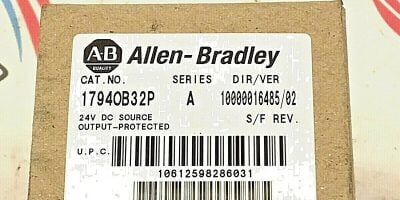 AB QUALITY Allen-Bradley
CAT.NO. SERIES DIR/VER
1794OB32P A 10000016485/02
24V DC SOURCE S/F REV.
OUTPUT-PROTECTED
U.P.C.
10612598286031